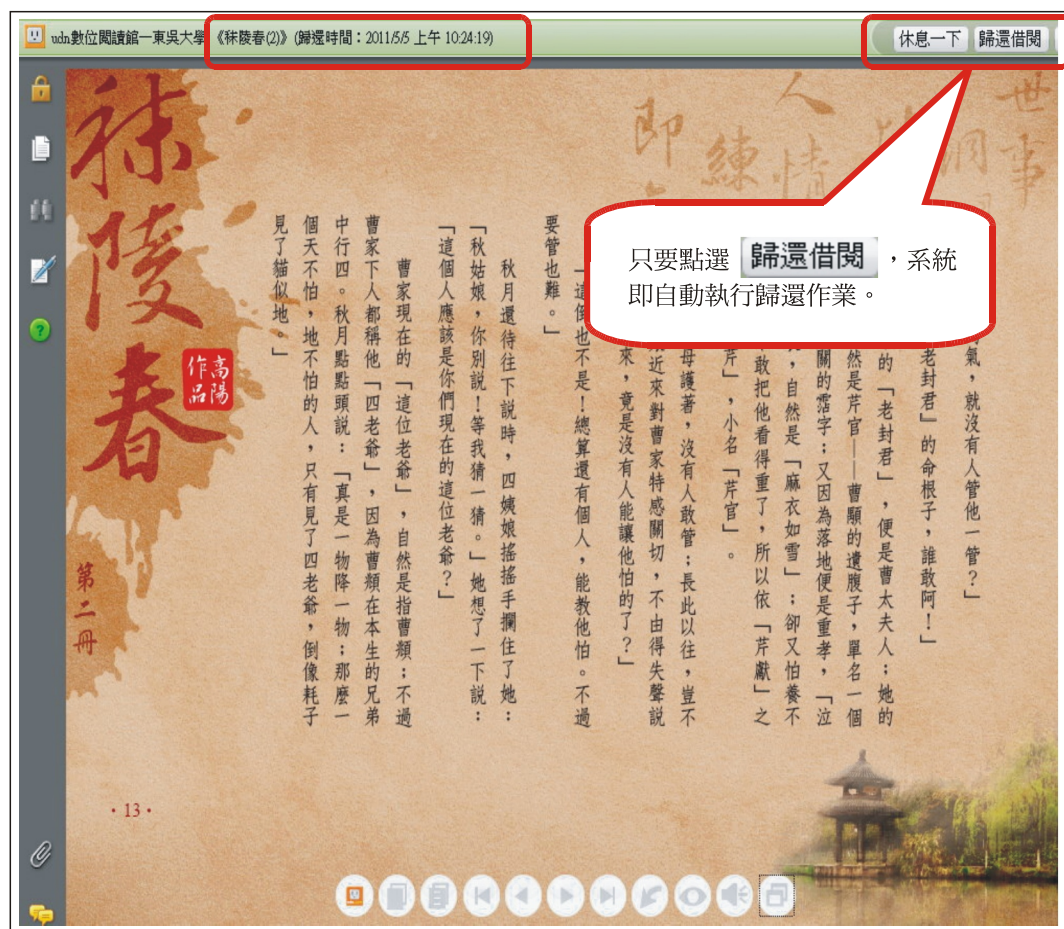 udn數位閱讀館—東吳大學 《秣陵春(2)》(歸還時間：2011/5/5 上午 10:24:19)
休息一下 歸還借閱
世事
人情
練
即
只要點選 歸還借閱 ，系統
即自動執行歸還作業。
氣，就沒有人管他一管？」
老封君』的命根子，誰敢阿！」
的「老封君」，便是曹太夫人；她的
然是芹官——曹顒的遺腹子，單名一個
關的霑字；又因為落地便是重孝，「泣
，自然是「麻衣如雪」；卻又怕養不
敢把他看得重了，所以依「芹獻」之
芹」，小名「芹官」。
母護著，沒有人敢管；長此以往，豈不
近來對曹家特感關切，不由得失聲說
來，竟是沒有人能讓他怕的了？」
「這倒也不是！總算還有個人，能教他怕。不過
要管也難。」
秋月還待往下說時，四姨娘搖搖手攔住了她：
「秋姑娘，你別說！等我猜一猜。」她想了一下說：
「這個人應該是你們現在的這位老爺？」
曹家現在的「這位老爺」，自然是指曹頫；不過
曹家下人都稱他「四老爺」，因為曹頫在本生的兄弟
中行四。秋月點點頭說：「真是一物降一物；那麼一
個天不怕，地不怕的人，只有見了四老爺，倒像耗子
見了貓似地。」
秣陵春
高陽
作品
第二冊
•13•